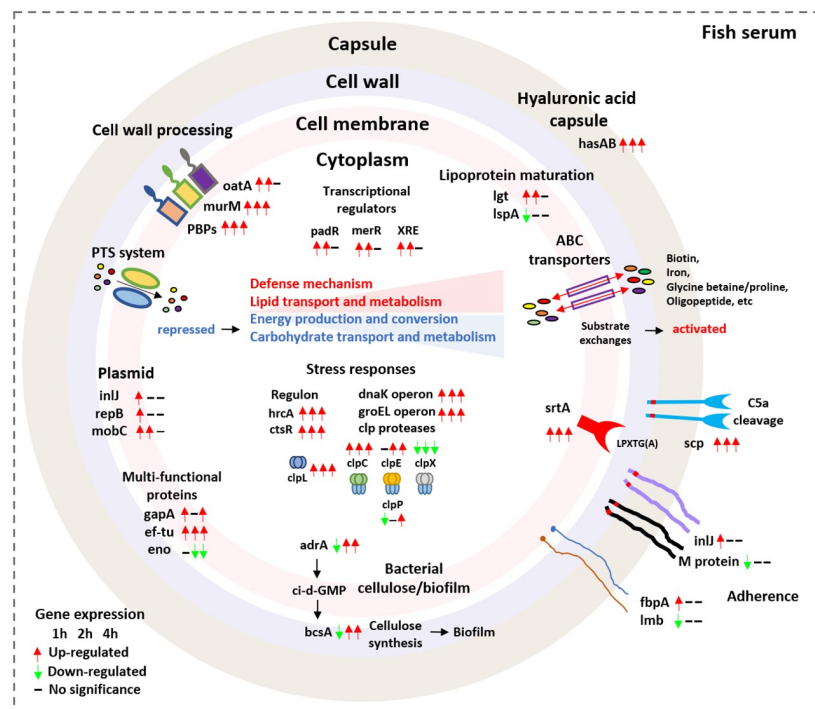 Fish serum
Capsule
Cell wall
Cell membrane
Cytoplasm
Hyaluronic acid
capsule
hasAB
Cell wall processing
oatA
murM
PBPs
Transcriptional
regulators
padR merR XRE
Lipoprotein maturation
lgt
lspA
PTS system
repressed
Defense mechanism
Lipid transport and metabolism
Energy production and conversion
Carbohydrate transport and metabolism
ABC
transporters
Biotin,
Iron,
Glycine betaine/proline,
Oligopeptide, etc
Substrate
exchanges
activated
Plasmid
inlJ
repB
mobC
Stress responses
Regulon
hrcA
ctsR
clpL
dnaK operon
groEL operon
clp proteases
clpC clpE clpX
clpP
srtA
LPXTG(A)
C5a
cleavage
scp
Multi-functional
proteins
gapA
ef-tu
eno
adrA
ci-d-GMP
bcsA
Bacterial
cellulose/biofilm
Cellulose
synthesis
Biofilm
inlJ
M protein
Adherence
fbpA
lmb
Gene expression
1h 2h 4h
Up-regulated
Down-regulated
No significance